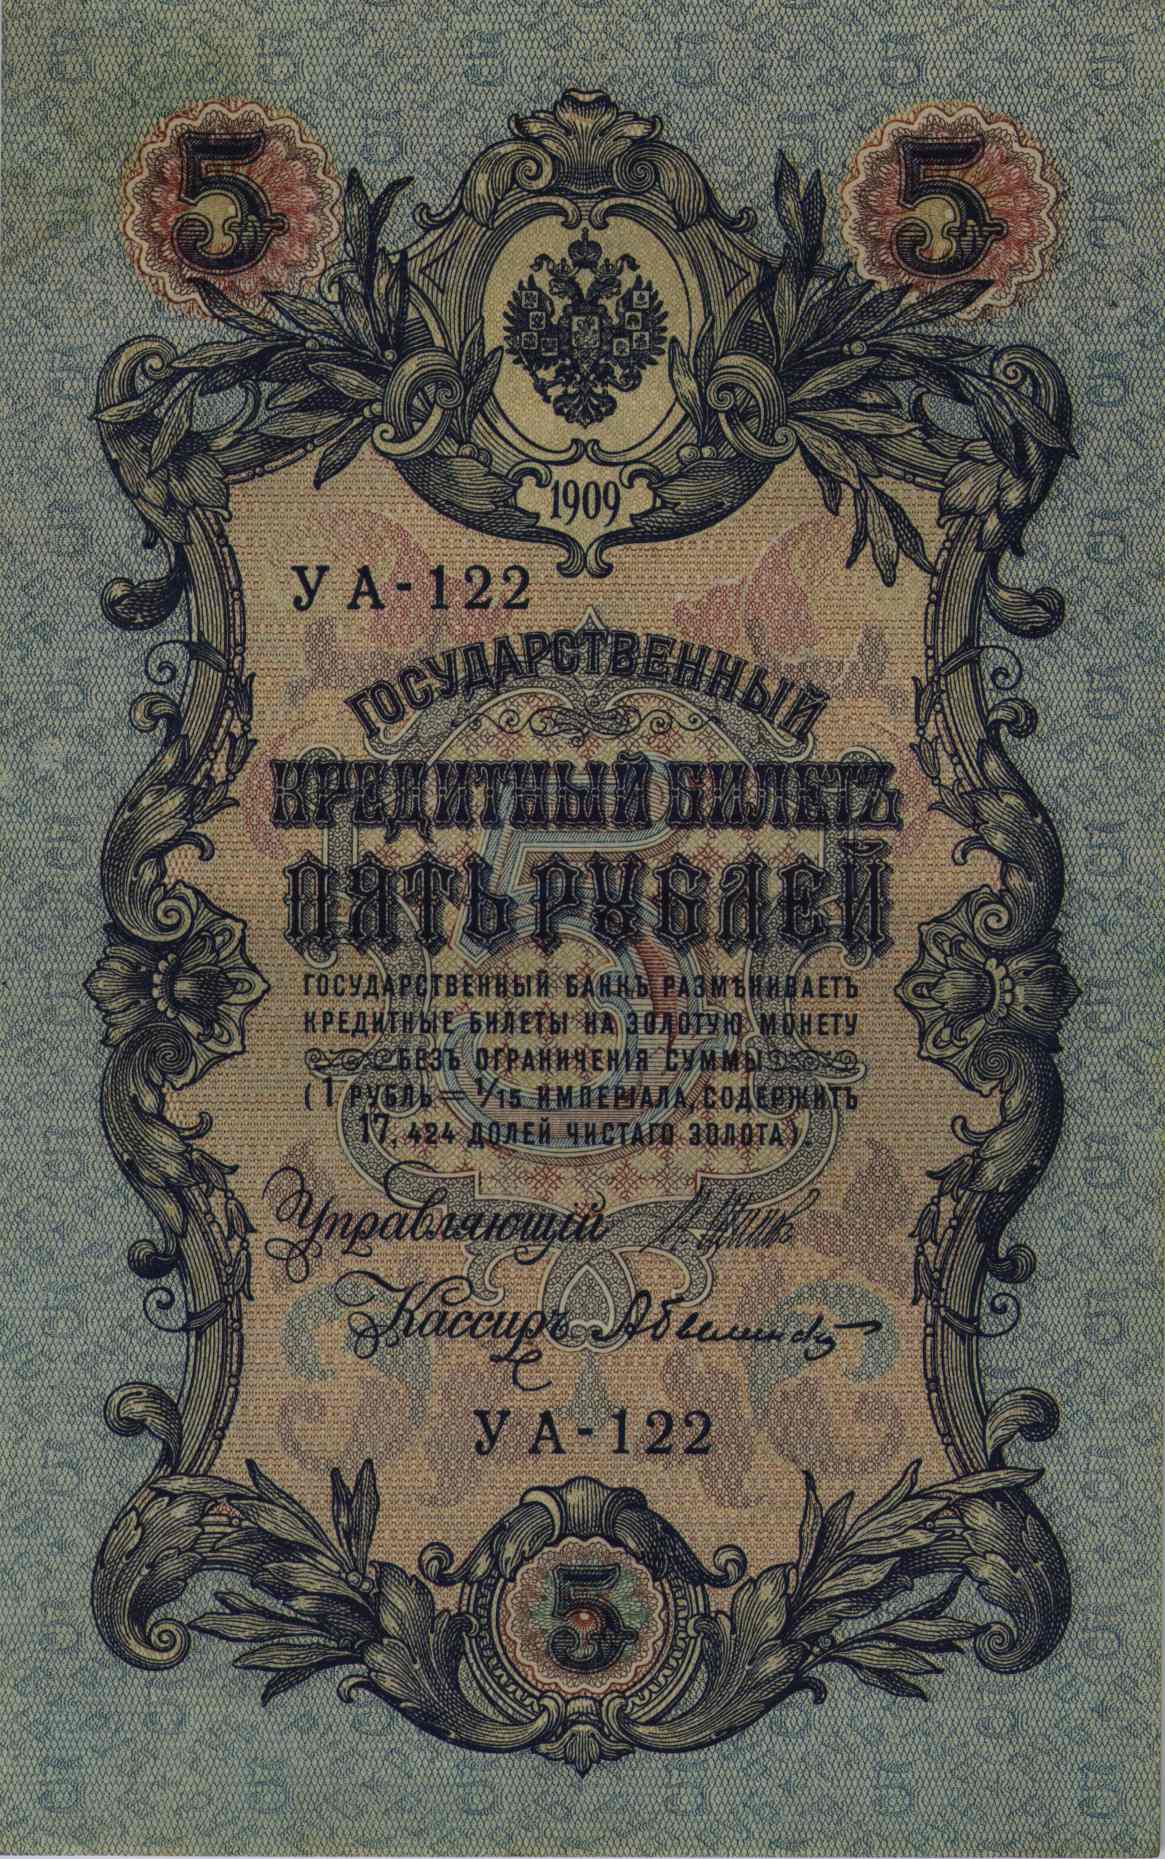 5 5
1909
УА-122
ГОСУДАРСТВЕННЫЙ
КРЕДИТНЫЙ БИЛЕТЪ
ПЯТЬ РУБЛЕЙ
5
ГОСУДАРСТВЕННЫЙ БАНКЪ РАЗМѢНИВАЕТЪ
КРЕДИТНЫЕ БИЛЕТЫ НА ЗОЛОТУЮ МОНЕТУ
БЕЗЪ ОГРАНИЧЕНІЯ СУММЫ
(1 РУБЛЬ = 1/15 ИМПЕРІАЛА, СОДЕРЖИТЪ
17,424 ДОЛЕЙ ЧИСТАГО ЗОЛОТА).
Управляющій
Кассиръ
УА-122
5